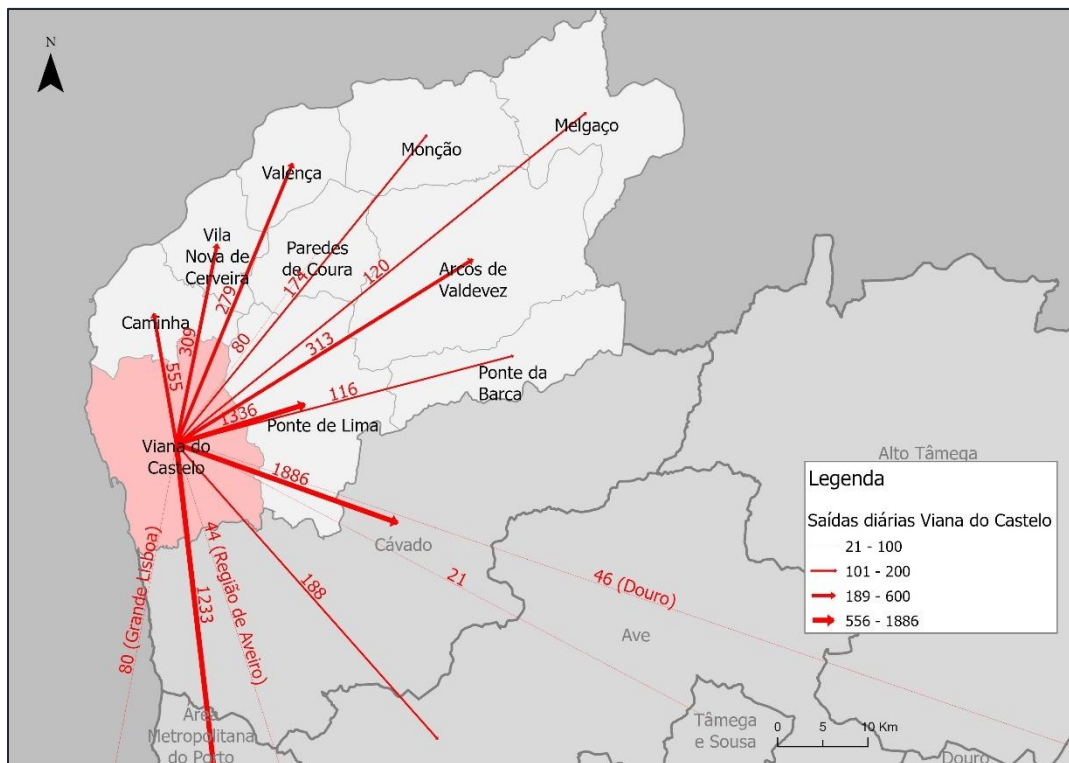 N
Melgaço
Monção
Valença
Vila
Nova de
Cerveira
Paredes
de Coura
Arcos de
Valdevez
Caminha
Ponte da
Barca
Ponte de Lima
Viana do
Castelo
555
309
279
174
80
120
313
116
1336
1886
21
188
1233
46 (Douro)
44 (Região de Aveiro)
80 (Grande Lisboa)
Cávado
Ave
Alto Tâmega
Área
Metropolitana
do Porto
Tâmega
e Sousa
Douro
Legenda
Saídas diárias Viana do Castelo
21 - 100
101 - 200
189 - 600
556 - 1886
0 5 10 Km